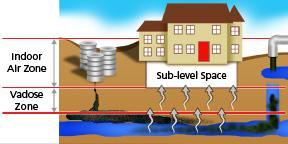 Indoor
Air Zone
Sub-level Space
Vadose
Zone